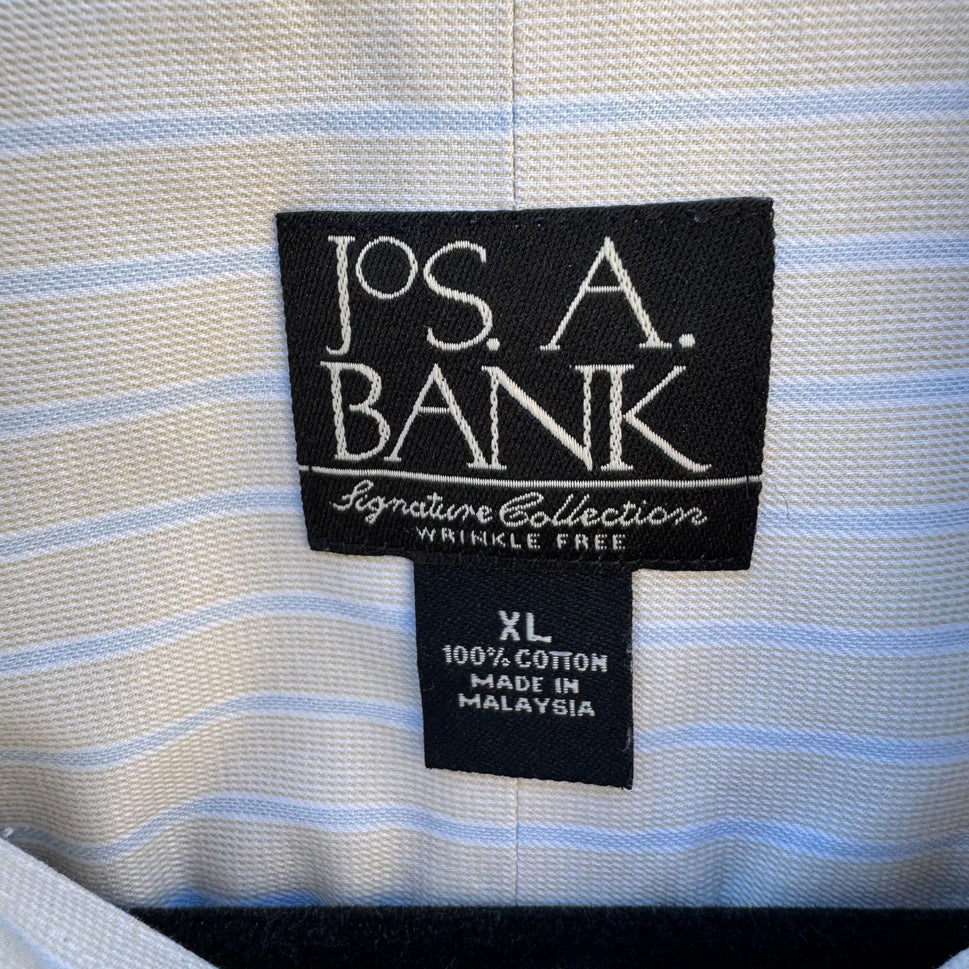 JoS. A.
BANK
Signature Collection
WRINKLE FREE
XL
100% COTTON
MADE IN
MALAYSIA